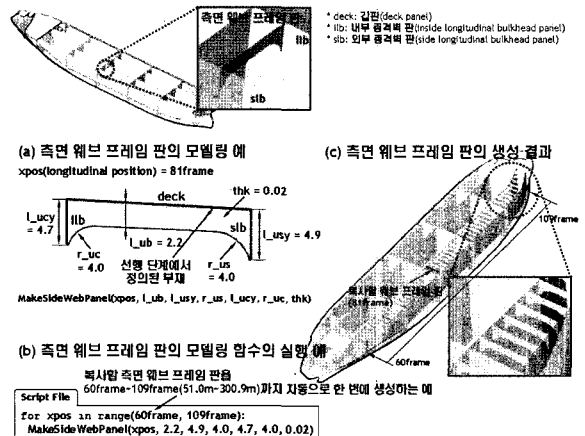 측면 웨브 프레임 판
ilb
slb
* deck: 갑판(deck panel)
* ilb: 내부 종격벽 판(inside longitudinal bulkhead panel)
* slb: 외부 종격벽 판(side longitudinal bulkhead panel)
(a) 측면 웨브 프레임 판의 모델링 예
xpos(longitudinal position) = 81frame
deck
thk = 0.02
l_ucy
= 4.7
ilb
slb
l_usy = 4.9
l_ub = 2.2
r_uc
= 4.0
r_us
= 4.0
선행 단계에서
정의된 부재
MakeSideWebPanel(xpos, l_ub, l_usy, r_us, l_ucy, r_uc, thk)
(c) 측면 웨브 프레임 판의 생성 결과
109frame
복사할 웨브 프레임 판
(81frame)
60frame
(b) 측면 웨브 프레임 판의 모델링 함수의 실행 예
복사할 측면 웨브 프레임 판을
60frame~109frame(51.0m~300.9m)까지 자동으로 한 번에 생성하는 예
Script File
for xpos in range(60frame, 109frame):
MakeSideWebPanel(xpos, 2.2, 4.9, 4.0, 4.7, 4.0, 0.02)